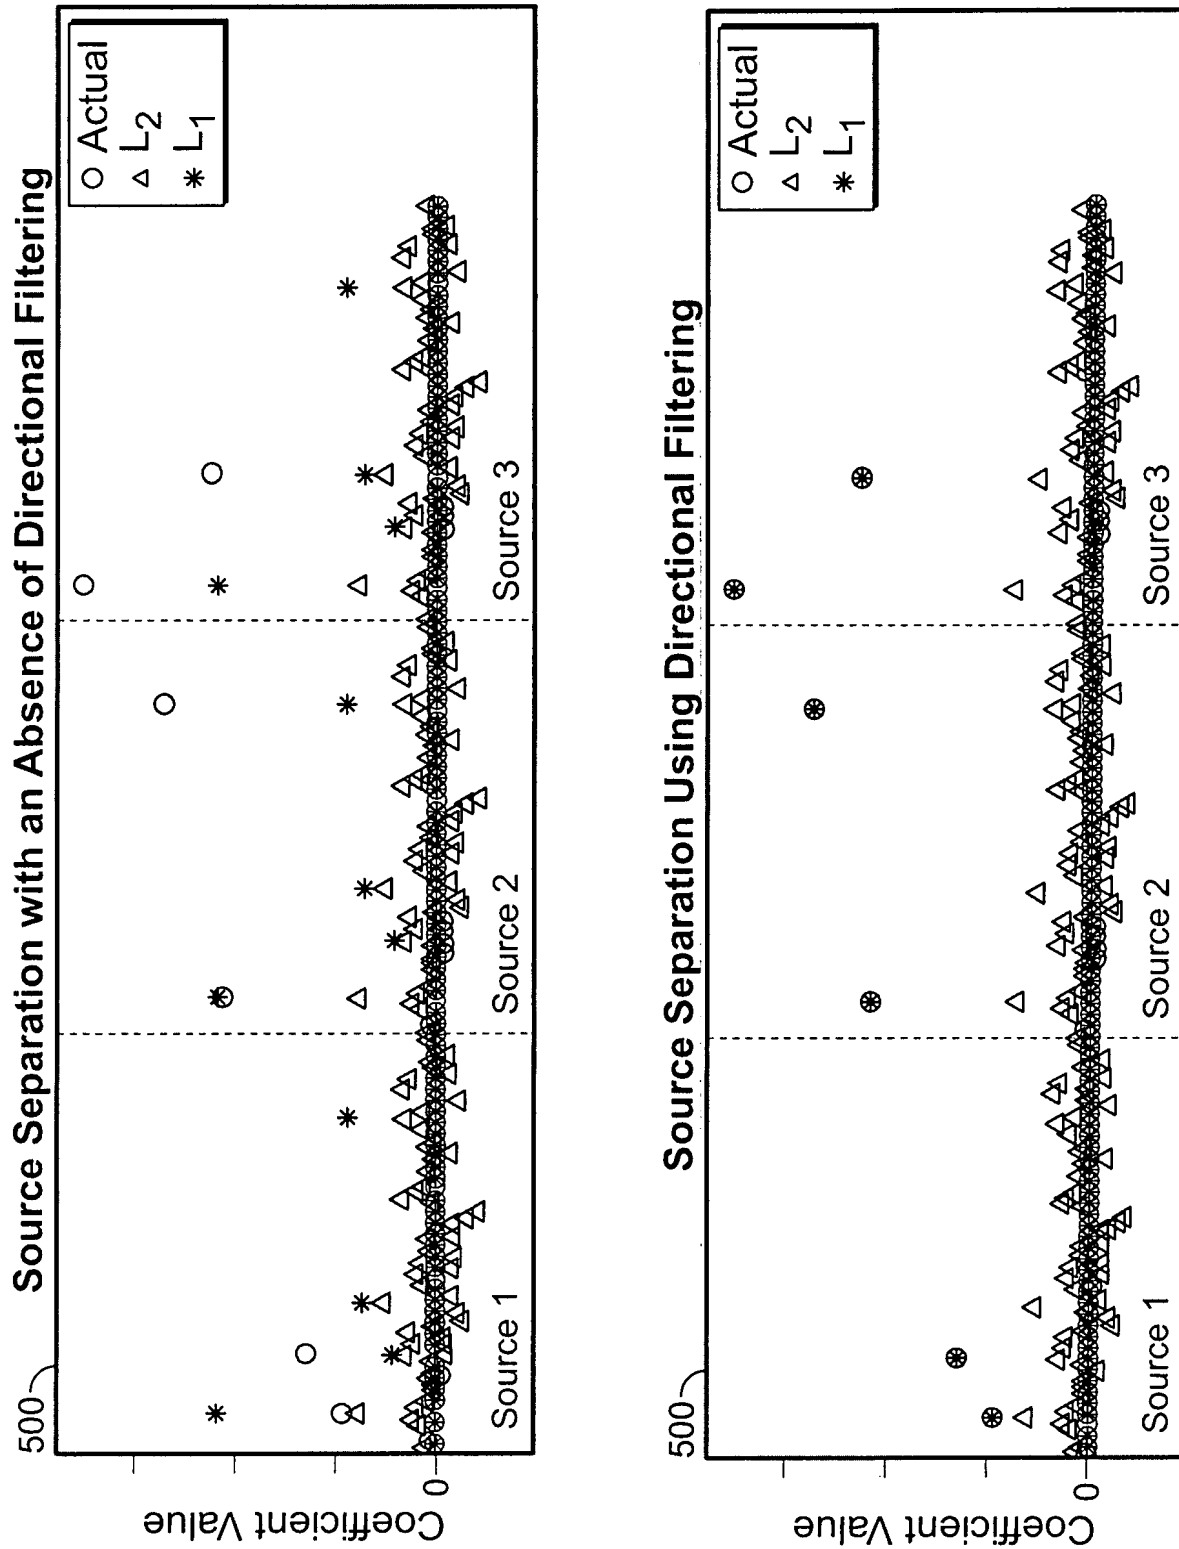 Source Separation with an Absence of Directional Filtering
500
Actual
L2
L1
Coefficient Value
0
Source 1
Source 2
Source 3
Source Separation Using Directional Filtering
500
Actual
L2
L1
Coefficient Value
0
Source 1
Source 2
Source 3